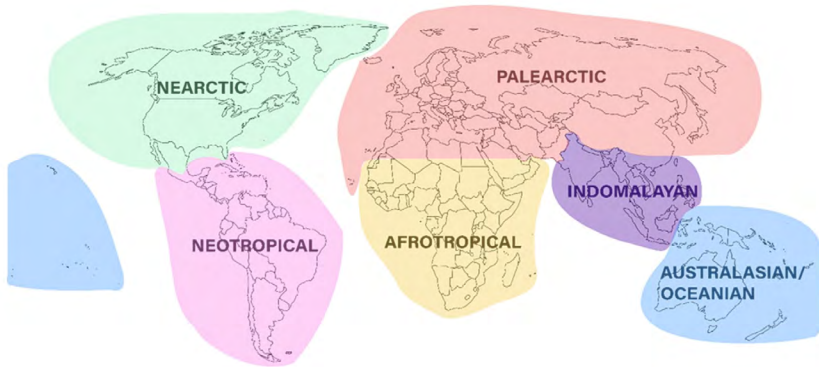 NEARCTIC
PALEARCTIC
INDOMALAYAN
NEOTROPICAL
AFROTROPICAL
AUSTRALASIAN/
OCEANIAN